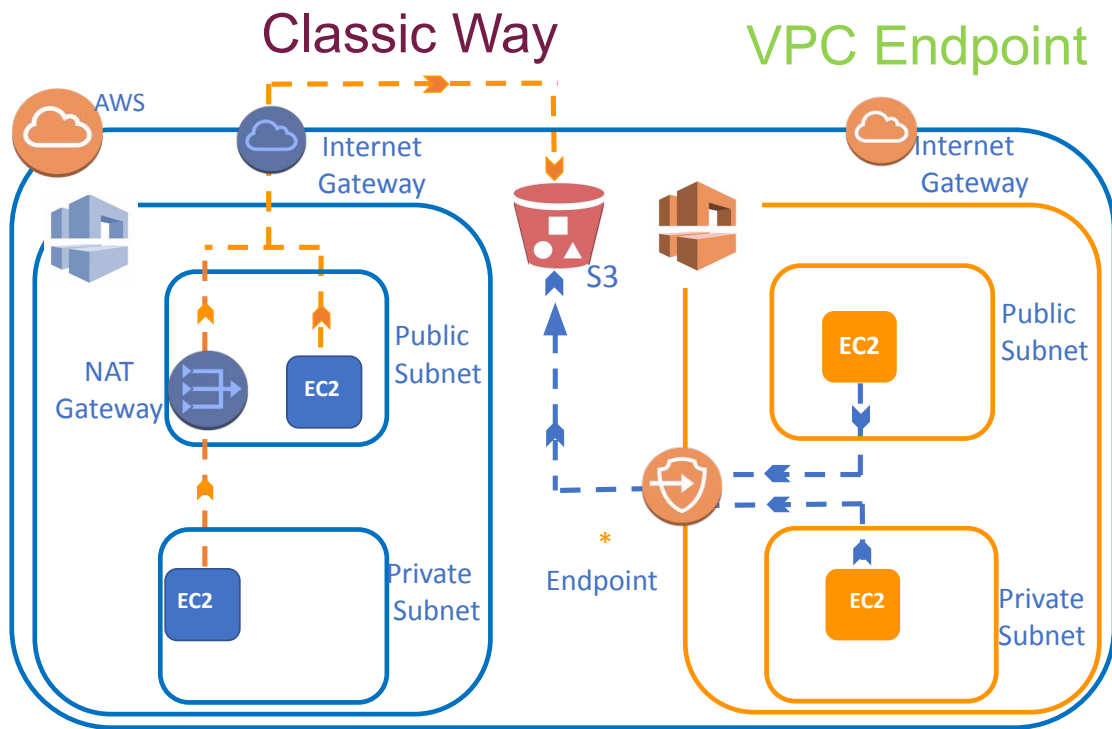 Classic Way
VPC Endpoint
AWS
Internet
Gateway
Internet
Gateway
S3
Public
Subnet
NAT
Gateway
EC2
EC2
Public
Subnet
*
Endpoint
Private
Subnet
EC2
EC2
Private
Subnet